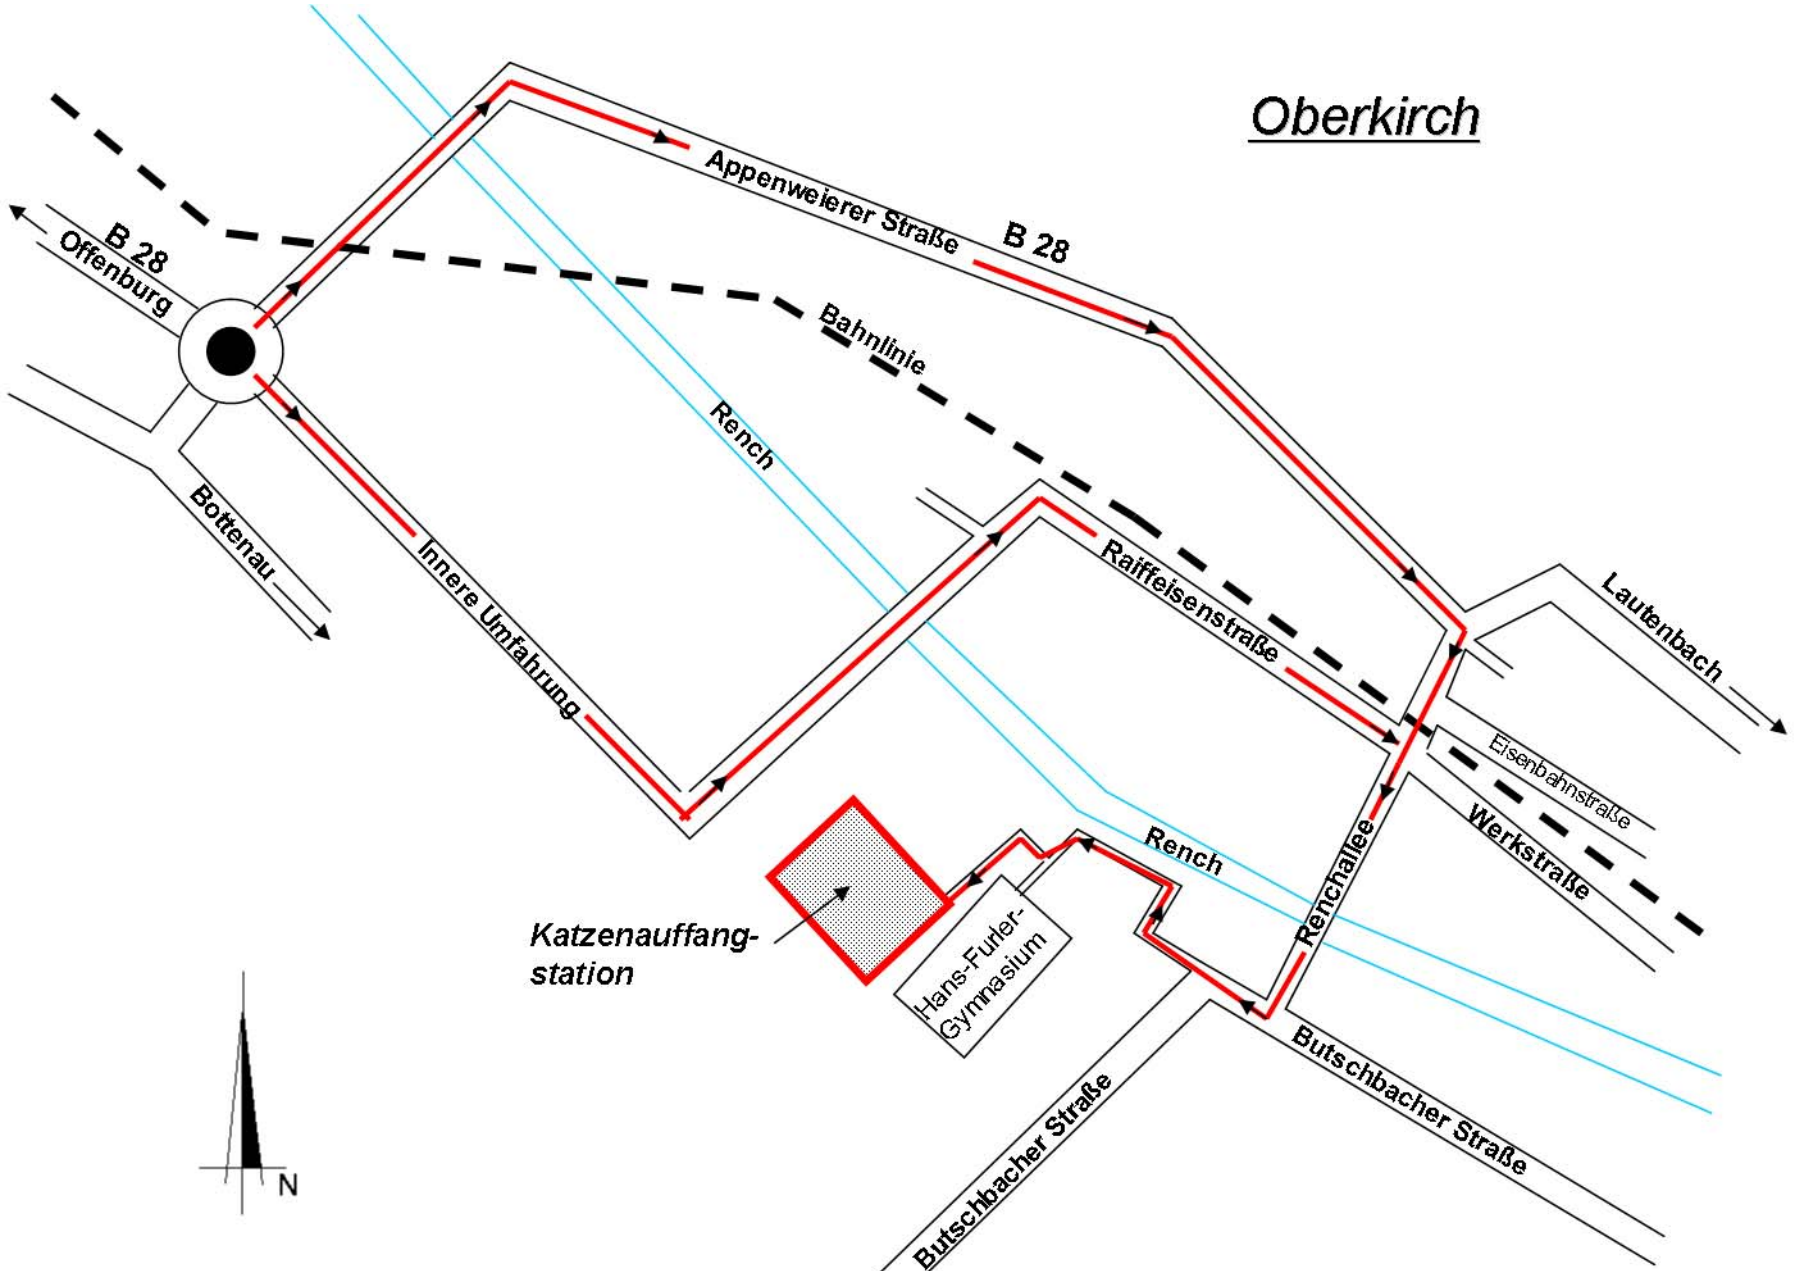 Oberkirch
B 28
Offenburg
Appenweierer Straße
B 28
Bahnlinie
Rench
Bottenau
Innere Umfahrung
Raiffeisenstraße
Lautenbach
Eisenbahnstraße
Werkstraße
Rench
Renchallee
Katzenauffang-
station
Hans-Furler-
Gymnasium
Butschbacher Straße
Butschbacher Straße
N